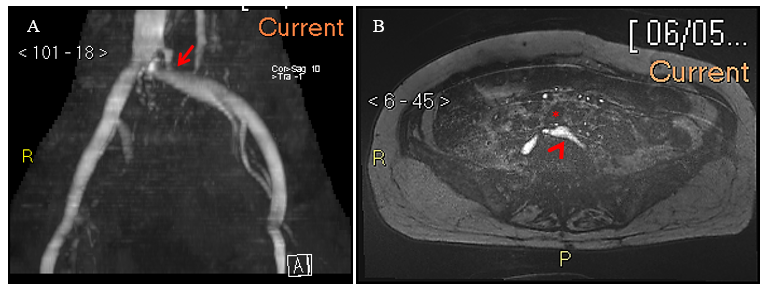 A
Current
< 101 - 18 >
Cor>Sag 10
>Tra -1
R
A
B
[ 06/05...
Current
< 6 - 45 >
R
P